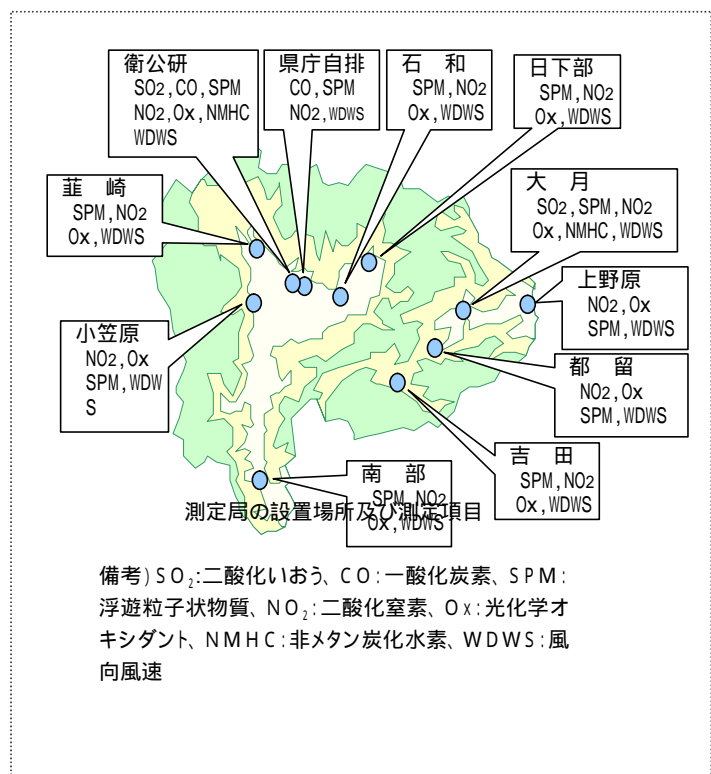 衛公研
SO2,CO,SPM
NO2,Ox,NMHC
WDWS
県庁自排
CO,SPM
NO2,WDWS
石 和
SPM,NO2
Ox,WDWS
日下部
SPM,NO2
Ox,WDWS
韮 崎
SPM,NO2
Ox,WDWS
大 月
SO2,SPM,NO2
Ox,NMHC,WDWS
上野原
NO2,Ox
SPM,WDWS
小笠原
NO2,Ox
SPM,WDW
S
都 留
NO2,Ox
SPM,WDWS
吉 田
SPM,NO2
Ox,WDWS
南 部
SPM,NO2
Ox,WDWS
測定局の設置場所及び測定項目
備考)SO₂:二酸化いおう、CO:一酸化炭素、SPM:
浮遊粒子状物質、NO₂:二酸化窒素、Ox:光化学オ
キシダント、NMHC:非メタン炭化水素、WDWS:風
向風速